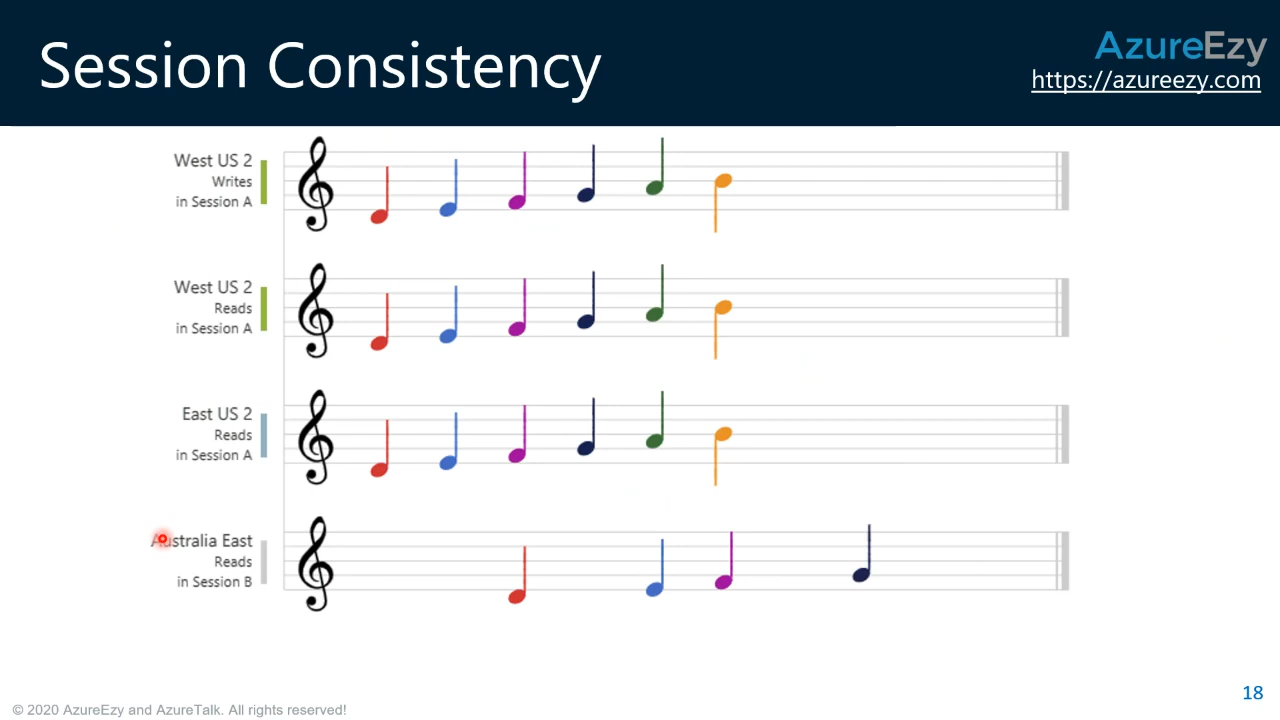 Session Consistency
AzureEzy
https://azureezy.com
West US 2
Writes
in Session A
West US 2
Reads
in Session A
East US 2
Reads
in Session A
Australia East
Reads
in Session B
18
© 2020 AzureEzy and AzureTalk. All rights reserved!